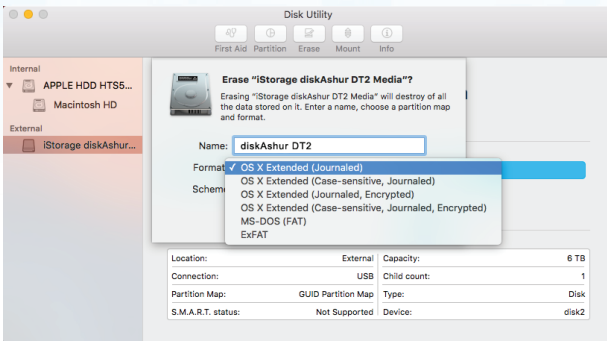 Disk Utility
First Aid Partition Erase Mount Info
Internal
APPLE HDD HTS5...
Macintosh HD
External
iStorage diskAshur...
Erase "iStorage diskAshur DT2 Media"?
Erasing "iStorage diskAshur DT2 Media" will destroy of all
the data stored on it. Enter a name, choose a partition map
and format.
Name: diskAshur DT2
Format ✓ OS X Extended (Journaled)
OS X Extended (Case-sensitive, Journaled)
Schem OS X Extended (Journaled, Encrypted)
OS X Extended (Case-sensitive, Journaled, Encrypted)
MS-DOS (FAT)
ExFAT
Location: External Capacity: 6 TB
Connection: USB Child count: 1
Partition Map: GUID Partition Map Type: Disk
S.M.A.R.T. status: Not Supported Device: disk2